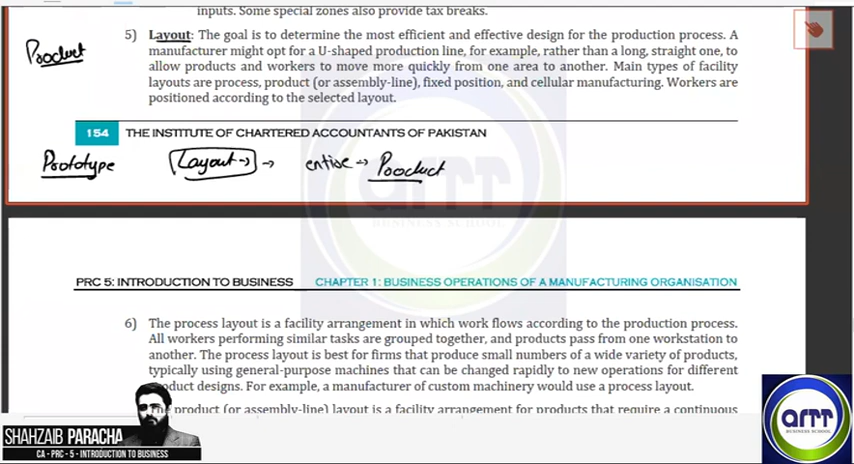 inputs. Some special zones also provide tax breaks.
Product
5) Layout: The goal is to determine the most efficient and effective design for the production process. A
manufacturer might opt for a U-shaped production line, for example, rather than a long, straight one, to
allow products and workers to move more quickly from one area to another. Main types of facility
layouts are process, product (or assembly-line), fixed position, and cellular manufacturing. Workers are
positioned according to the selected layout.
154 THE INSTITUTE OF CHARTERED ACCOUNTANTS OF PAKISTAN
Prototype Layout → → entire → Product
artt
BUSINESS SCHOOL
PRC 5: INTRODUCTION TO BUSINESS CHAPTER 1: BUSINESS OPERATIONS OF A MANUFACTURING ORGANISATION
6) The process layout is a facility arrangement in which work flows according to the production process.
All workers performing similar tasks are grouped together, and products pass from one workstation to
another. The process layout is best for firms that produce small numbers of a wide variety of products,
typically using general-purpose machines that can be changed rapidly to new operations for different
product designs. For example, a manufacturer of custom machinery would use a process layout.
The product (or assembly-line) layout is a facility arrangement for products that require a continuous
SHAHZAIB PARACHA
CA - PRC - 5 - INTRODUCTION TO BUSINESS
artt
BUSINESS SCHOOL